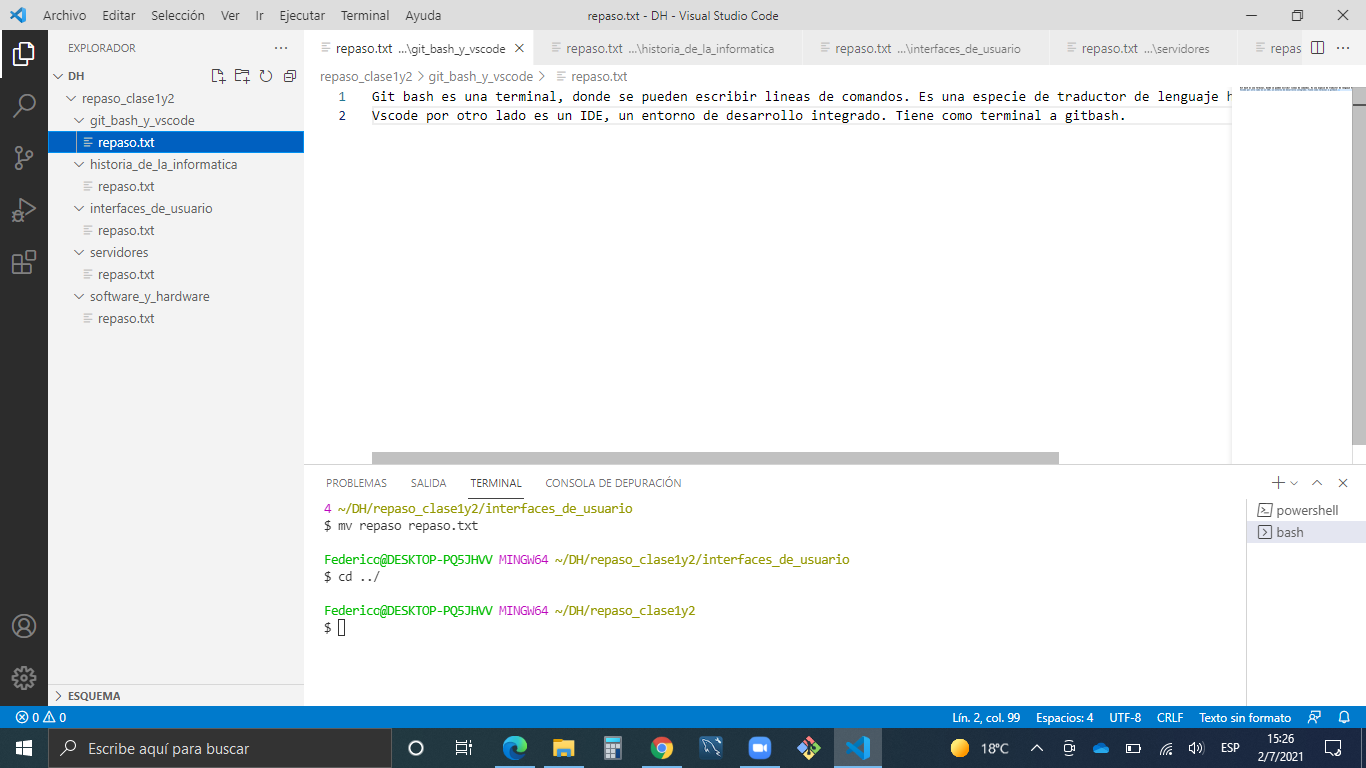 Archivo Editar Selección Ver Ir Ejecutar Terminal Ayuda repaso.txt - DH - Visual Studio Code
EXPLORADOR
DH
repaso_clase1y2
git_bash_y_vscode
repaso.txt
historia_de_la_informatica
repaso.txt
interfaces_de_usuario
repaso.txt
servidores
repaso.txt
software_y_hardware
repaso.txt
ESQUEMA
repaso.txt ...\git_bash_y_vscode repaso.txt ...\historia_de_la_informatica repaso.txt ...\interfaces_de_usuario repaso.txt ...\servidores repas
repaso_clase1y2 > git_bash_y_vscode > repaso.txt
1 Git bash es una terminal, donde se pueden escribir lineas de comandos. Es una especie de traductor de lenguaje h
2 Vscode por otro lado es un IDE, un entorno de desarrollo integrado. Tiene como terminal a gitbash.
PROBLEMAS SALIDA TERMINAL CONSOLA DE DEPURACIÓN
4 ~/DH/repaso_clase1y2/interfaces_de_usuario
$ mv repaso repaso.txt
Federico@DESKTOP-PQ5JHVV MINGW64 ~/DH/repaso_clase1y2/interfaces_de_usuario
$ cd ../
Federico@DESKTOP-PQ5JHVV MINGW64 ~/DH/repaso_clase1y2
$
powershell
bash
0 0 Lín. 2, col. 99 Espacios: 4 UTF-8 CRLF Texto sin formato
Escribe aquí para buscar 18°C ESP 15:26
2/7/2021